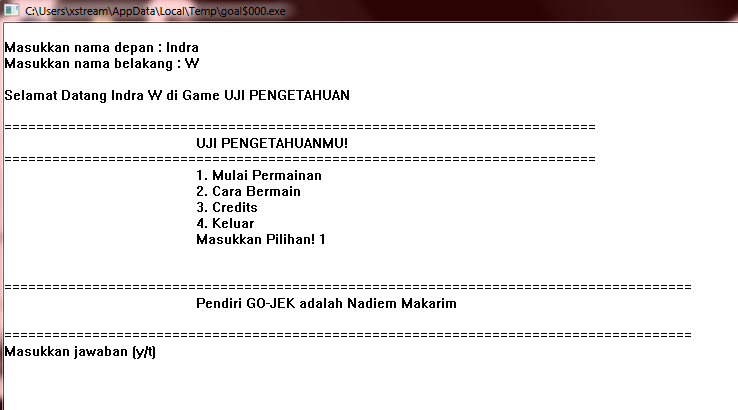 C:\Users\xstream\AppData\Local\Temp\goal$000.exe
Masukkan nama depan : Indra
Masukkan nama belakang : W
Selamat Datang Indra W di Game UJI PENGETAHUAN
==========================================================================
UJI PENGETAHUANMU!
==========================================================================
1. Mulai Permainan
2. Cara Bermain
3. Credits
4. Keluar
Masukkan Pilihan! 1
======================================================================================
Pendiri GO-JEK adalah Nadiem Makarim
======================================================================================
Masukkan jawaban (y/t)